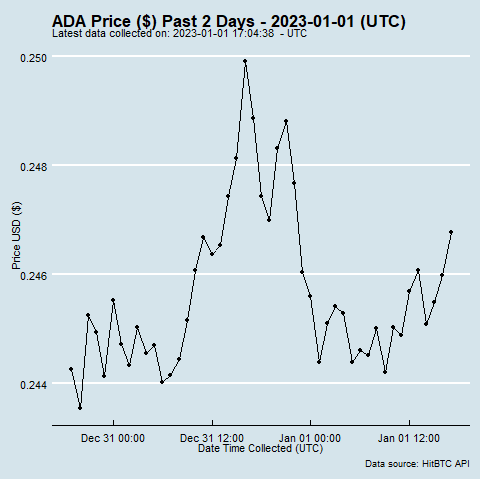 ADA Price ($) Past 2 Days - 2023-01-01 (UTC)
Latest data collected on: 2023-01-01 17:04:38  - UTC
0.250
0.248
0.246
0.244
Price USD ($)
Dec 31 00:00 Dec 31 12:00 Jan 01 00:00 Jan 01 12:00
Date Time Collected (UTC)
Data source: HitBTC API